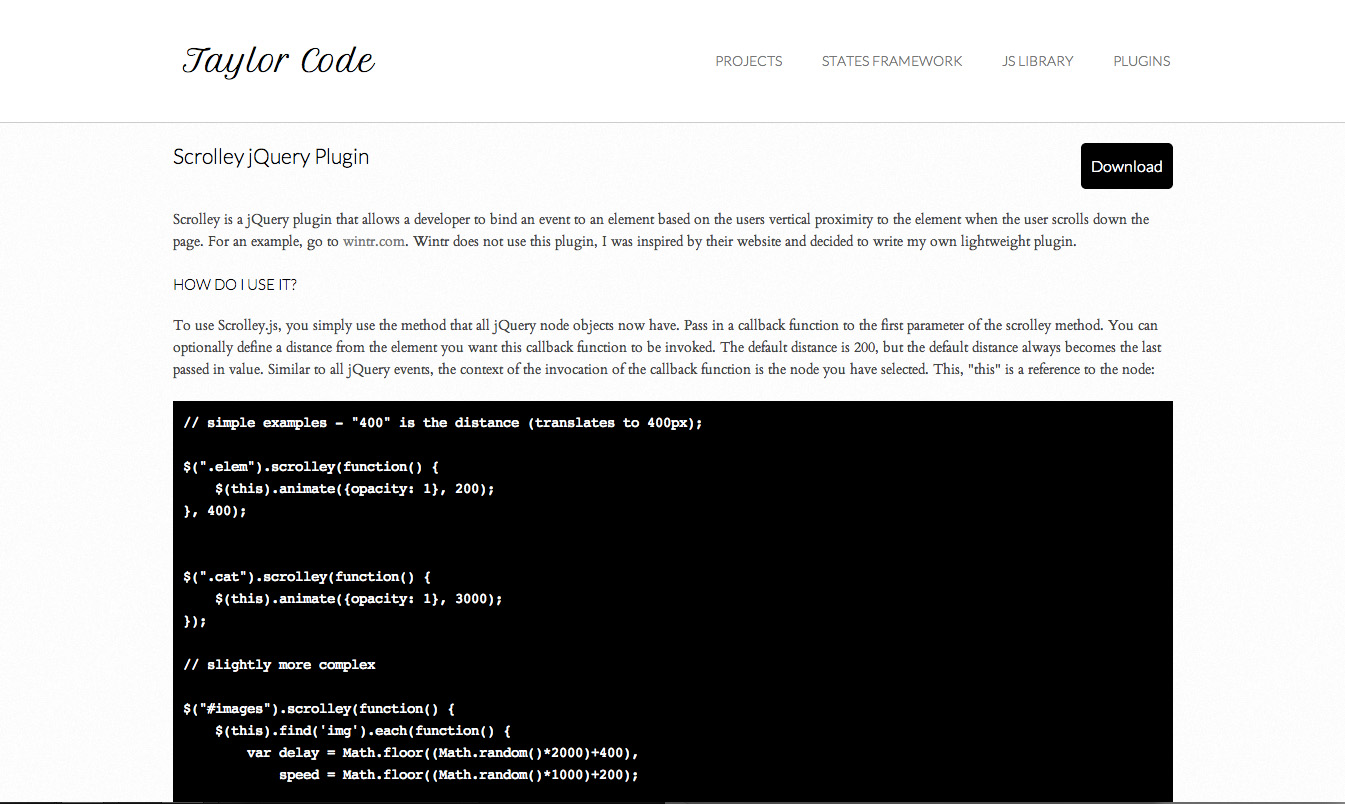 Taylor Code
PROJECTS STATES FRAMEWORK JS LIBRARY PLUGINS
Scrolley jQuery Plugin
Download
Scrolley is a jQuery plugin that allows a developer to bind an event to an element based on the users vertical proximity to the element when the user scrolls down the
page. For an example, go to wintr.com. Wintr does not use this plugin, I was inspired by their website and decided to write my own lightweight plugin.
HOW DO I USE IT?
To use Scrolley.js, you simply use the method that all jQuery node objects now have. Pass in a callback function to the first parameter of the scrolley method. You can
optionally define a distance from the element you want this callback function to be invoked. The default distance is 200, but the default distance always becomes the last
passed in value. Similar to all jQuery events, the context of the invocation of the callback function is the node you have selected. This, "this" is a reference to the node:
// simple examples - "400" is the distance (translates to 400px);
$(".elem").scrolley(function() {
    $(this).animate({opacity: 1}, 200);
}, 400);
$(".cat").scrolley(function() {
    $(this).animate({opacity: 1}, 3000);
});
// slightly more complex
$("#images").scrolley(function() {
    $(this).find('img').each(function() {
        var delay = Math.floor((Math.random()*2000)+400),
            speed = Math.floor((Math.random()*1000)+200);